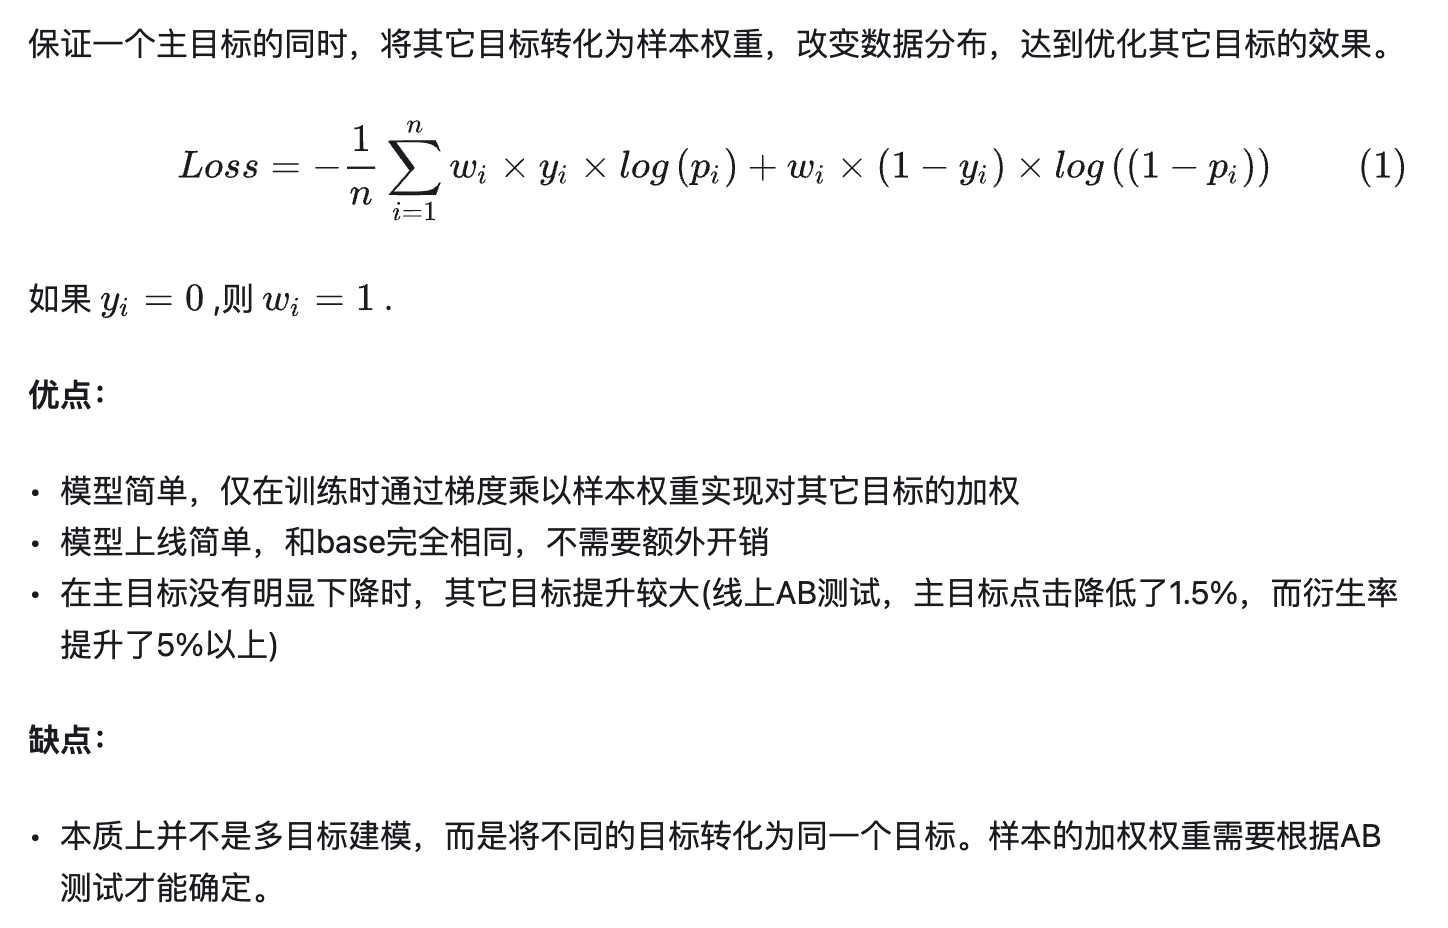 保证一个主目标的同时，将其它目标转化为样本权重，改变数据分布，达到优化其它目标的效果。
Loss = -\frac{1}{n} \sum_{i=1}^{n} w_i × y_i × log(p_i) + w_i × (1 − y_i) × log((1 − p_i)) (1)
如果 y_i = 0 ,则 w_i = 1 .
优点：
• 模型简单，仅在训练时通过梯度乘以样本权重实现对其它目标的加权
• 模型上线简单，和base完全相同，不需要额外开销
• 在主目标没有明显下降时，其它目标提升较大(线上AB测试，主目标点击降低了1.5%，而衍生率
提升了5%以上)
缺点：
• 本质上并不是多目标建模，而是将不同的目标转化为同一个目标。样本的加权权重需要根据AB
测试才能确定。